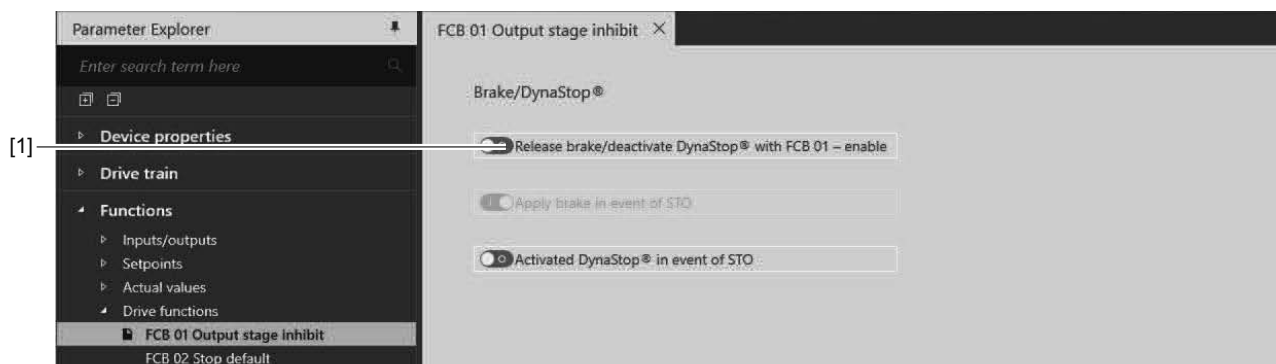 Parameter Explorer
FCB 01 Output stage inhibit
Enter search term here
Brake/DynaStop®
[1]
Device properties
Release brake/deactivate DynaStop® with FCB 01 – enable
Drive train
Apply brake in event of STO
Functions
Inputs/outputs
Setpoints
Activated DynaStop® in event of STO
Actual values
Drive functions
FCB 01 Output stage inhibit
FCB 02 Stop default